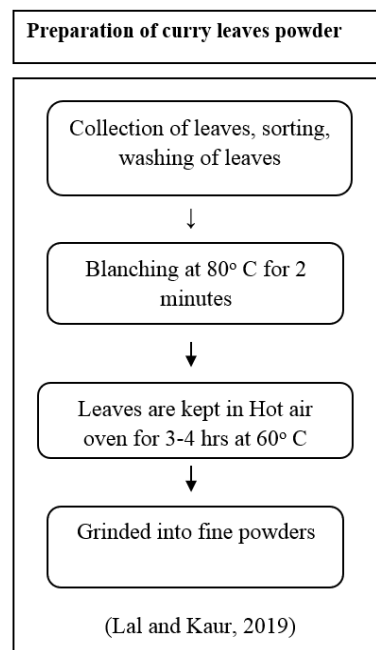 Preparation of curry leaves powder
Collection of leaves, sorting,
washing of leaves
↓
Blanching at 80° C for 2
minutes
Leaves are kept in Hot air
oven for 3-4 hrs at 60° C
Grinded into fine powders
(Lal and Kaur, 2019)